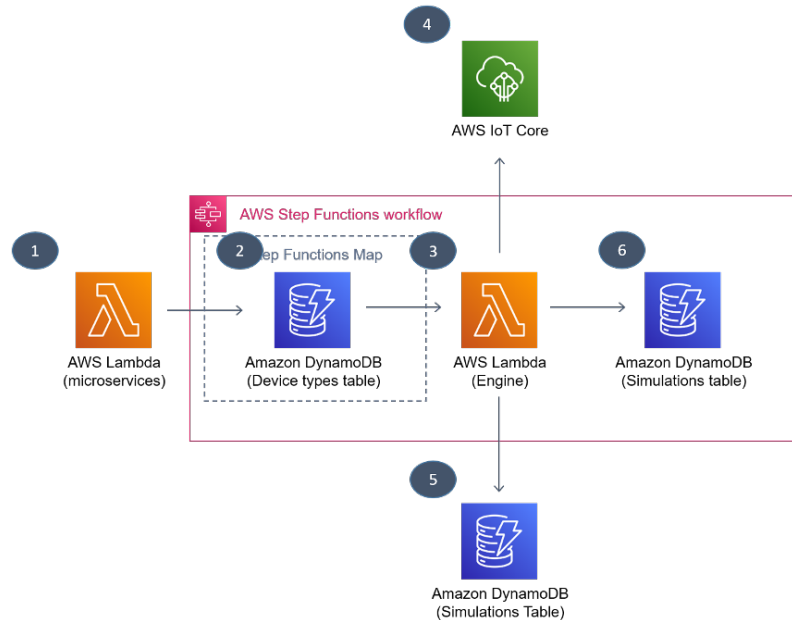 4
AWS IoT Core
AWS Step Functions workflow
1
2
Functions Map
3
6
AWS Lambda
(microservices)
Amazon DynamoDB
(Device types table)
AWS Lambda
(Engine)
Amazon DynamoDB
(Simulations table)
5
Amazon DynamoDB
(Simulations Table)